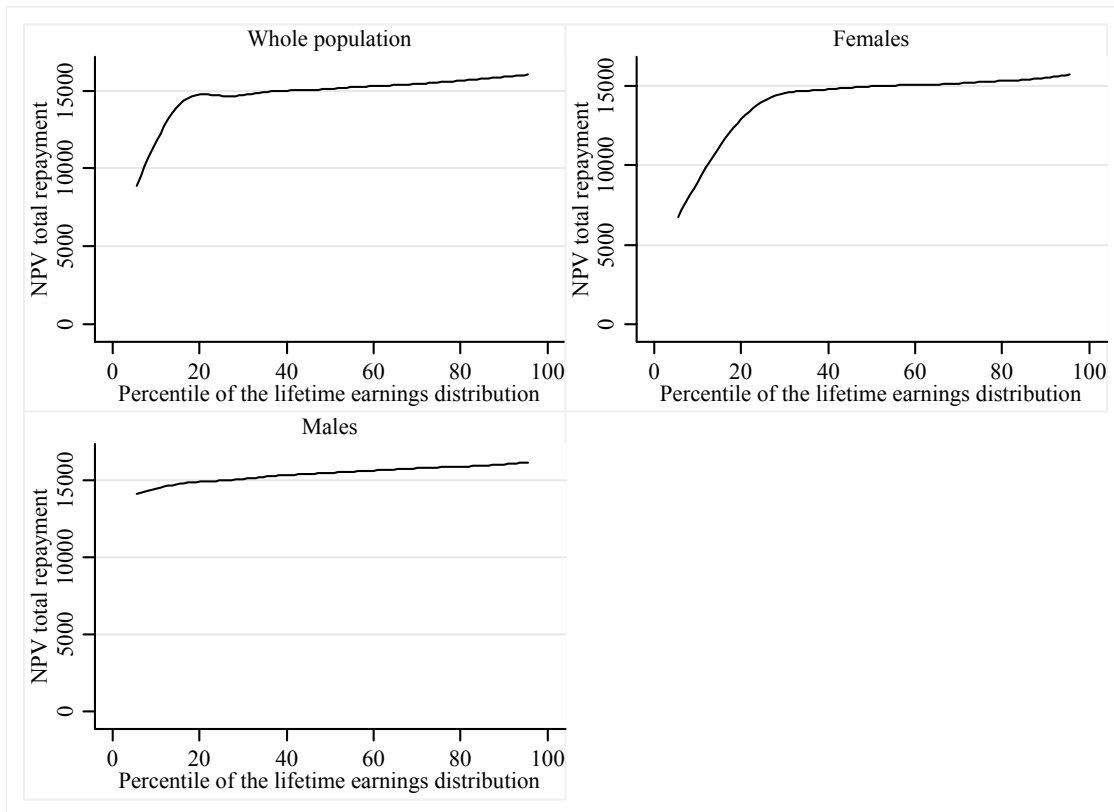 Whole population
NPV total repayment
15000
10000
5000
0
0 20 40 60 80 100
Percentile of the lifetime earnings distribution
Females
NPV total repayment
15000
10000
5000
0
0 20 40 60 80 100
Percentile of the lifetime earnings distribution
Males
NPV total repayment
15000
10000
5000
0
0 20 40 60 80 100
Percentile of the lifetime earnings distribution